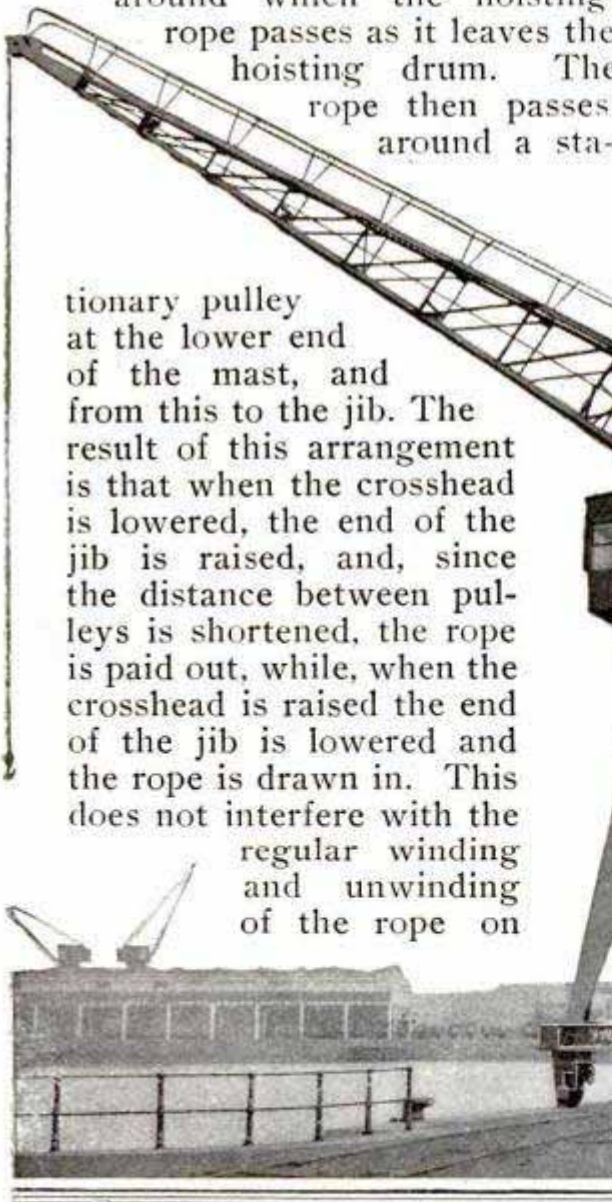 around which the hoisting
rope passes as it leaves the
hoisting drum. The
rope then passes
around a sta-
tionary pulley
at the lower end
of the mast, and
from this to the jib. The
result of this arrangement
is that when the crosshead
is lowered, the end of the
jib is raised, and, since
the distance between pul-
leys is shortened, the rope
is paid out, while, when the
crosshead is raised the end
of the jib is lowered and
the rope is drawn in. This
does not interfere with the
regular winding
and unwinding
of the rope on